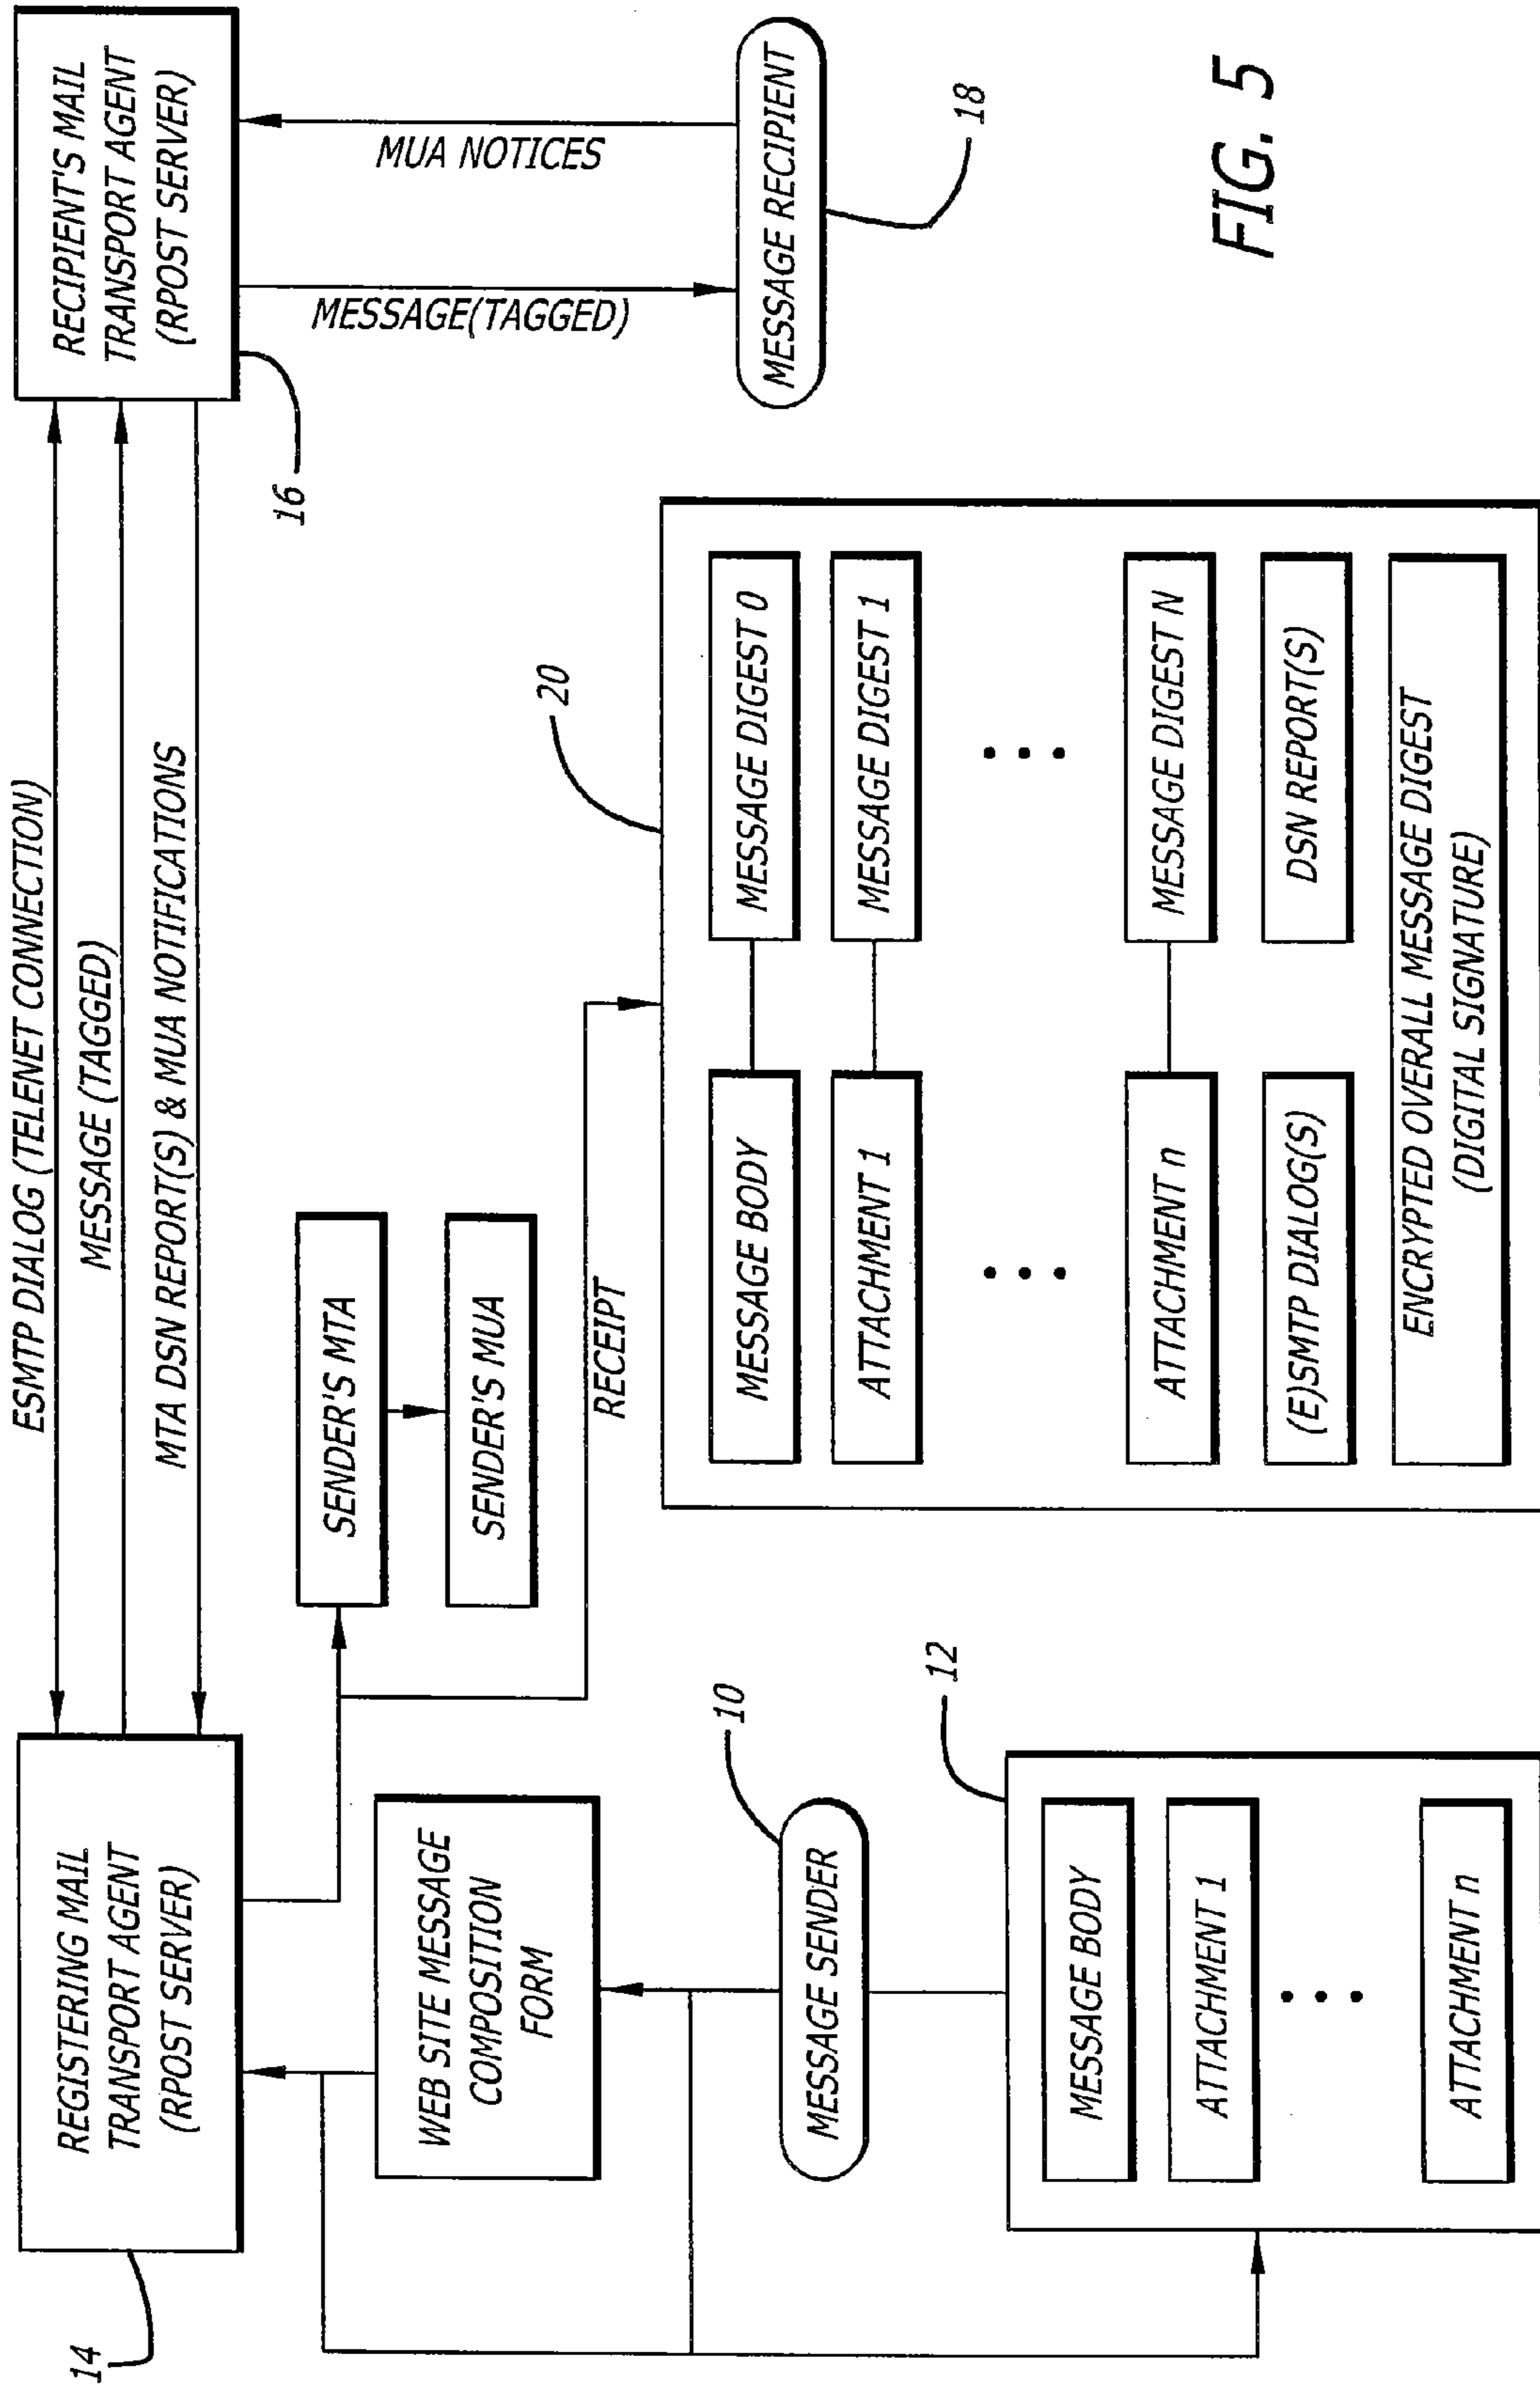 ESMTP DIALOG (TELENET CONNECTION)
MESSAGE (TAGGED)
MTA DSN REPORT(S) & MUA NOTIFICATIONS
14
REGISTERING MAIL
TRANSPORT AGENT
(RPOST SERVER)
RECIPIENT'S MAIL
TRANSPORT AGENT
(RPOST SERVER)
16
MUA NOTICES
MESSAGE(TAGGED)
MESSAGE RECIPIENT
18
SENDER'S MTA
SENDER'S MUA
RECEIPT
WEB SITE MESSAGE
COMPOSITION
FORM
10
MESSAGE SENDER
12
MESSAGE BODY
ATTACHMENT 1
• • •
ATTACHMENT n
20
MESSAGE BODY
MESSAGE DIGEST 0
ATTACHMENT 1
MESSAGE DIGEST 1
• • •
• • •
ATTACHMENT n
MESSAGE DIGEST N
(E)SMTP DIALOG(S)
DSN REPORT(S)
ENCRYPTED OVERALL MESSAGE DIGEST
(DIGITAL SIGNATURE)
FIG. 5